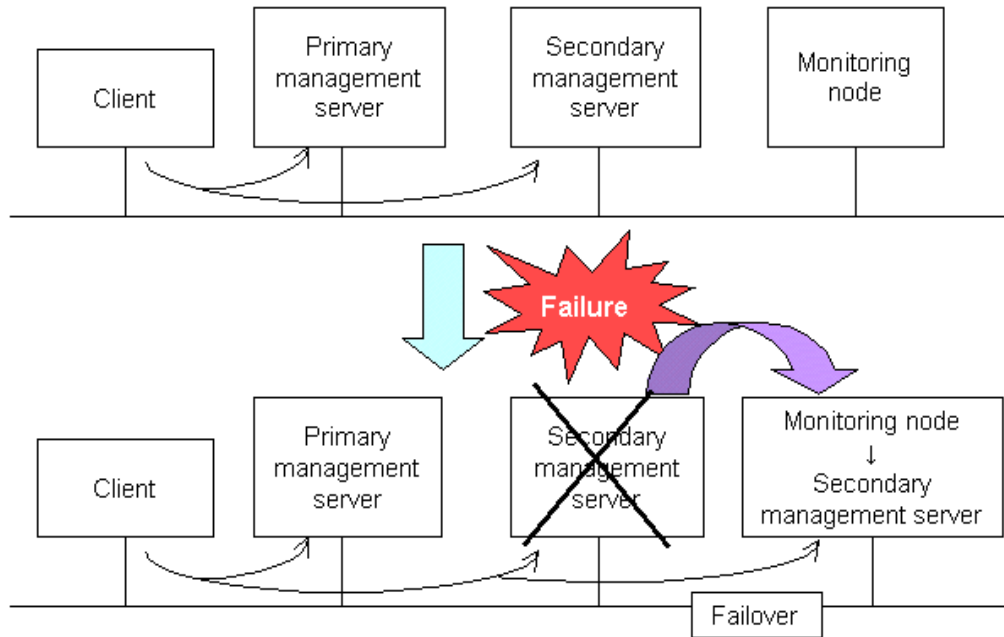 Client
Primary
management
server
Secondary
management
server
Monitoring
node
Failure
Client
Primary
management
server
Secondary
management
server
Monitoring node
↓
Secondary
management server
Failover